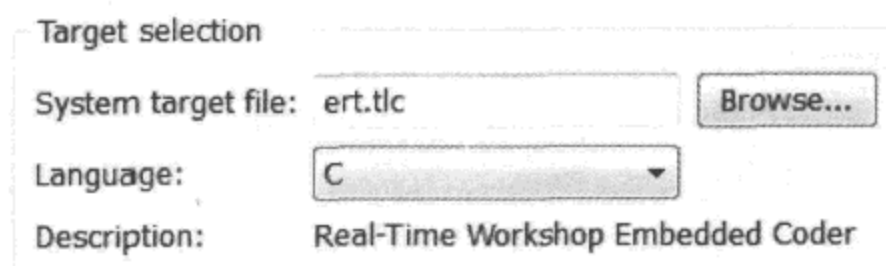 Target selection
System target file: ert.tlc Browse...
Language: C
Description: Real-Time Workshop Embedded Coder